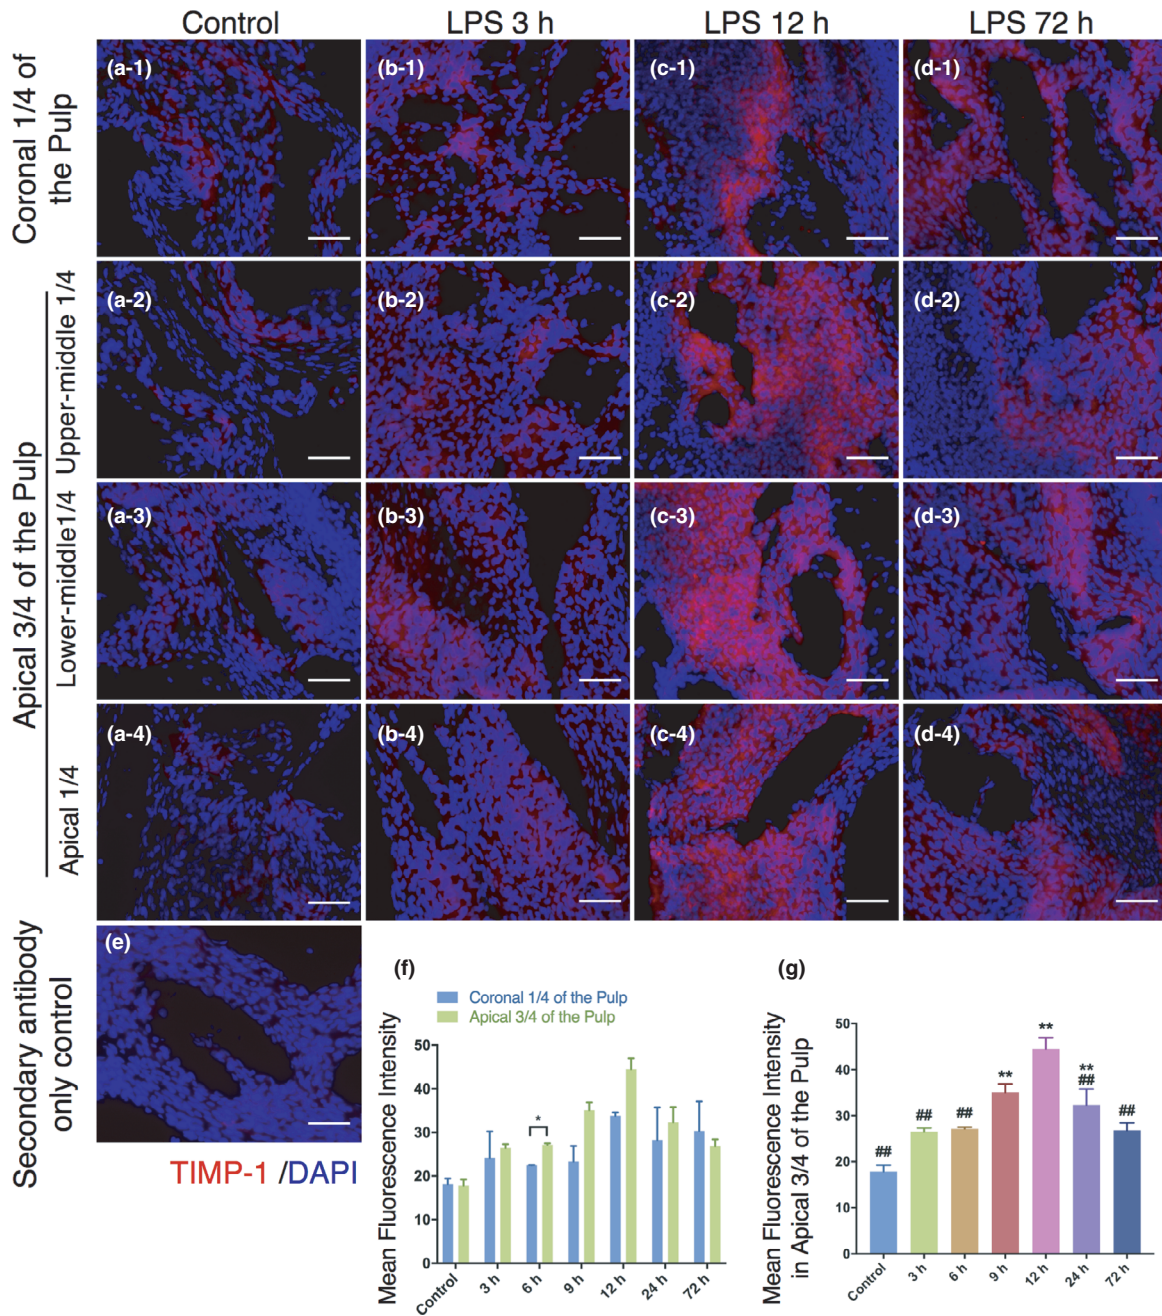 Control LPS 3 h LPS 12 h LPS 72 h
Coronal 1/4 of
the Pulp
(a-1) (b-1) (c-1) (d-1)
Apical 3/4 of the Pulp
Upper-middle 1/4
(a-2) (b-2) (c-2) (d-2)
Lower-middle1/4
(a-3) (b-3) (c-3) (d-3)
Apical 1/4
(a-4) (b-4) (c-4) (d-4)
Secondary antibody
only control
(e)
TIMP-1 /DAPI
(f)
Coronal 1/4 of the Pulp
Apical 3/4 of the Pulp
Mean Fluorescence Intensity
50
40
30
20
10
0
*
Control 3 h 6 h 9 h 12 h 24 h 72 h
(g)
Mean Fluorescence Intensity
in Apical 3/4 of the Pulp
50
40
30
20
10
0
## ## ## ** ** ** ## ##
Control 3 h 6 h 9 h 12 h 24 h 72 h